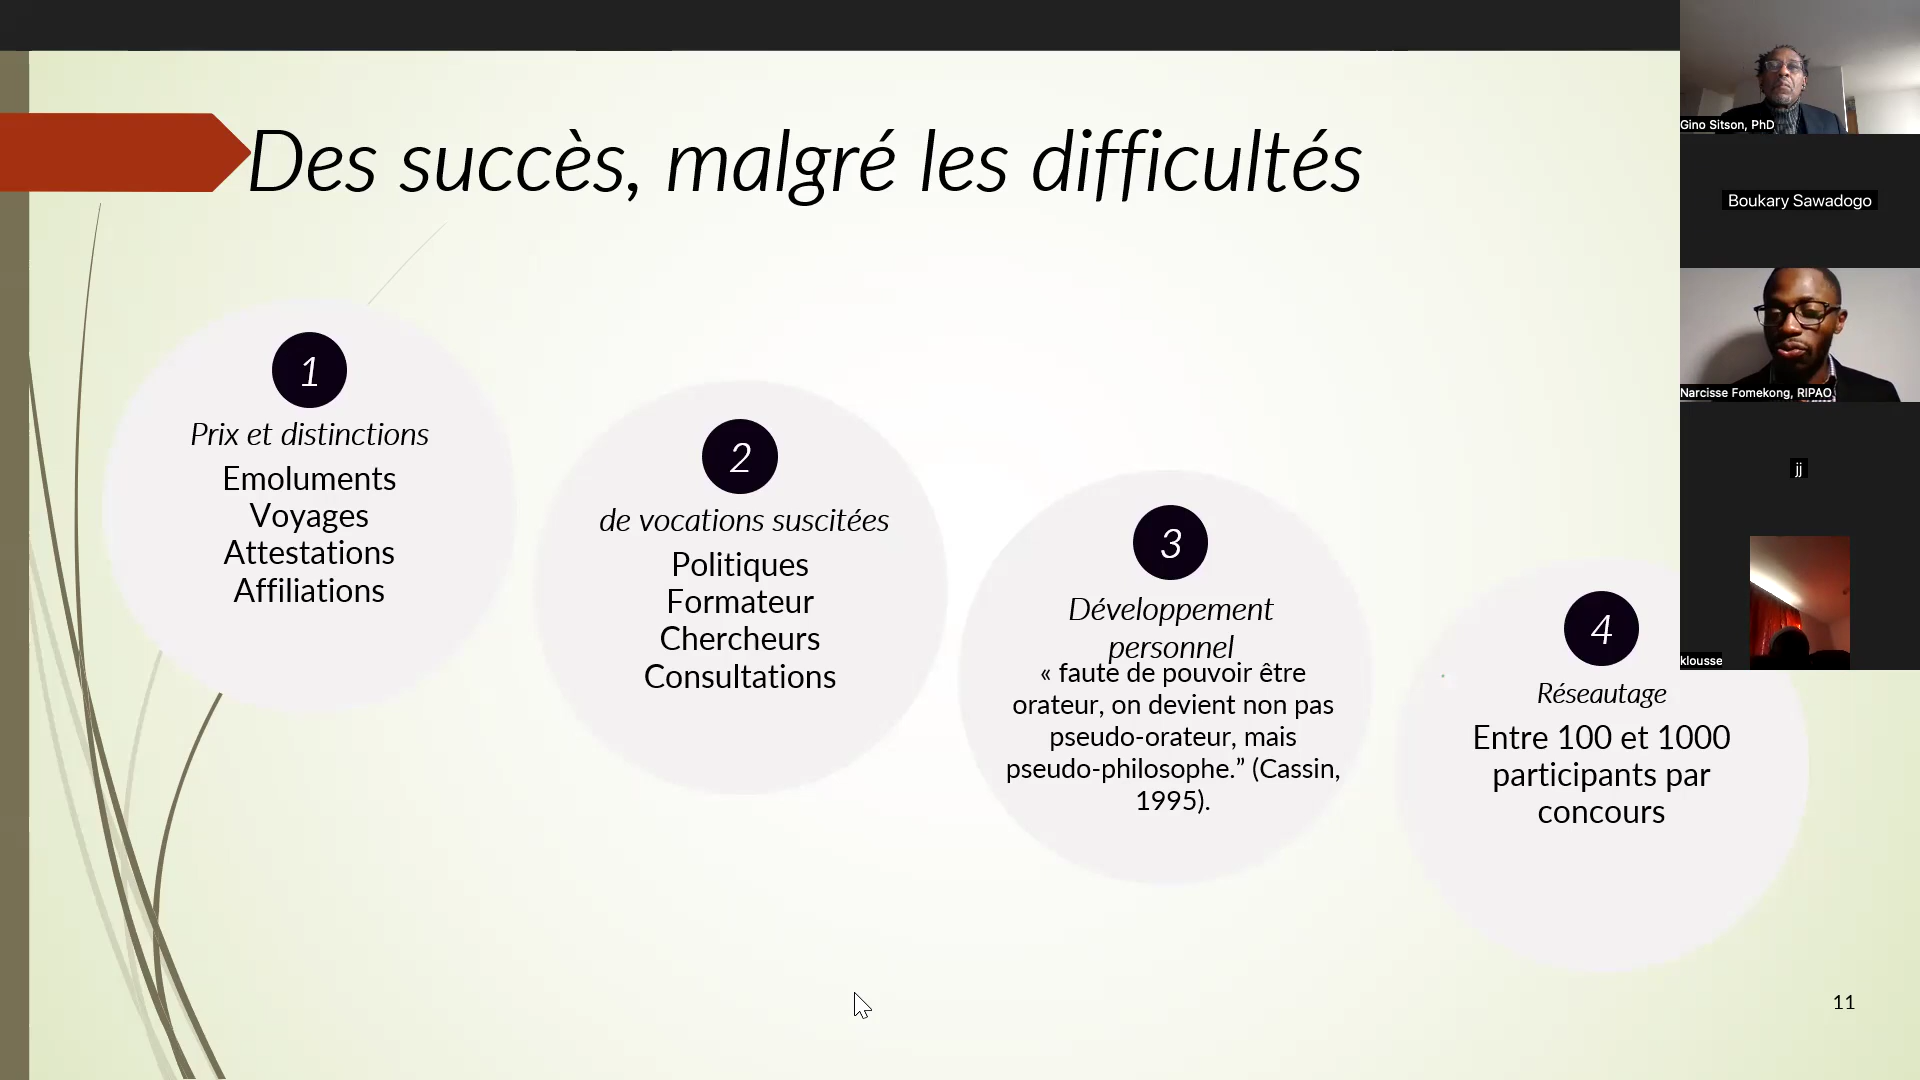 Des succès, malgré les difficultés
1
Prix et distinctions
Emoluments
Voyages
Attestations
Affiliations
2
de vocations suscitées
Politiques
Formateur
Chercheurs
Consultations
3
Développement
personnel
« faute de pouvoir être
orateur, on devient non pas
pseudo-orateur, mais
pseudo-philosophe.” (Cassin,
1995).
4
Réseautage
Entre 100 et 1000
participants par
concours
11
Gino Sitson, PhD
Boukary Sawadogo
Narcisse Fomekong, RIPAO,
jj
klousse